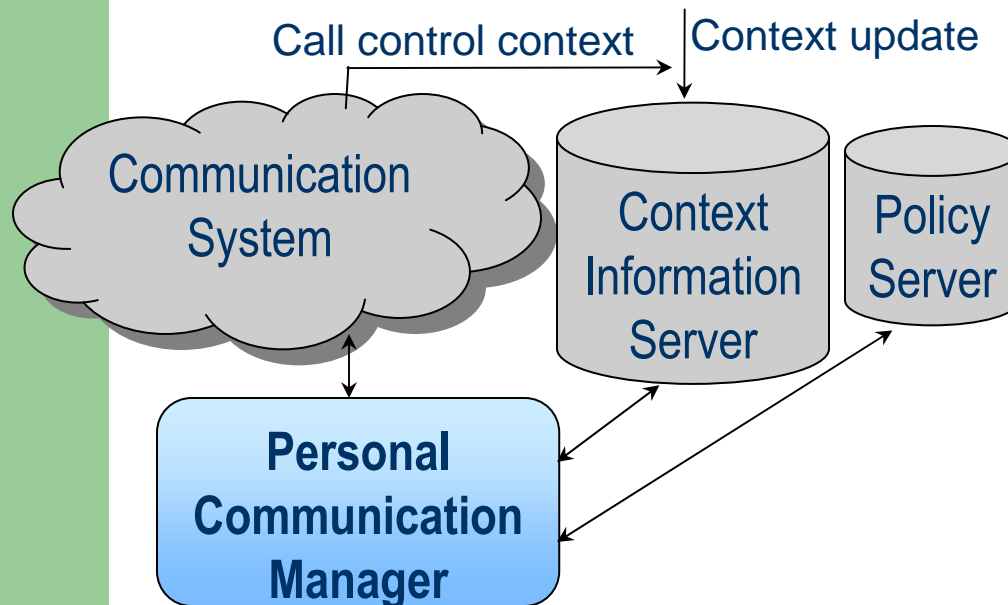 Call control context
Context update
Communication
System
Context
Information
Server
Policy
Server
Personal
Communication
Manager